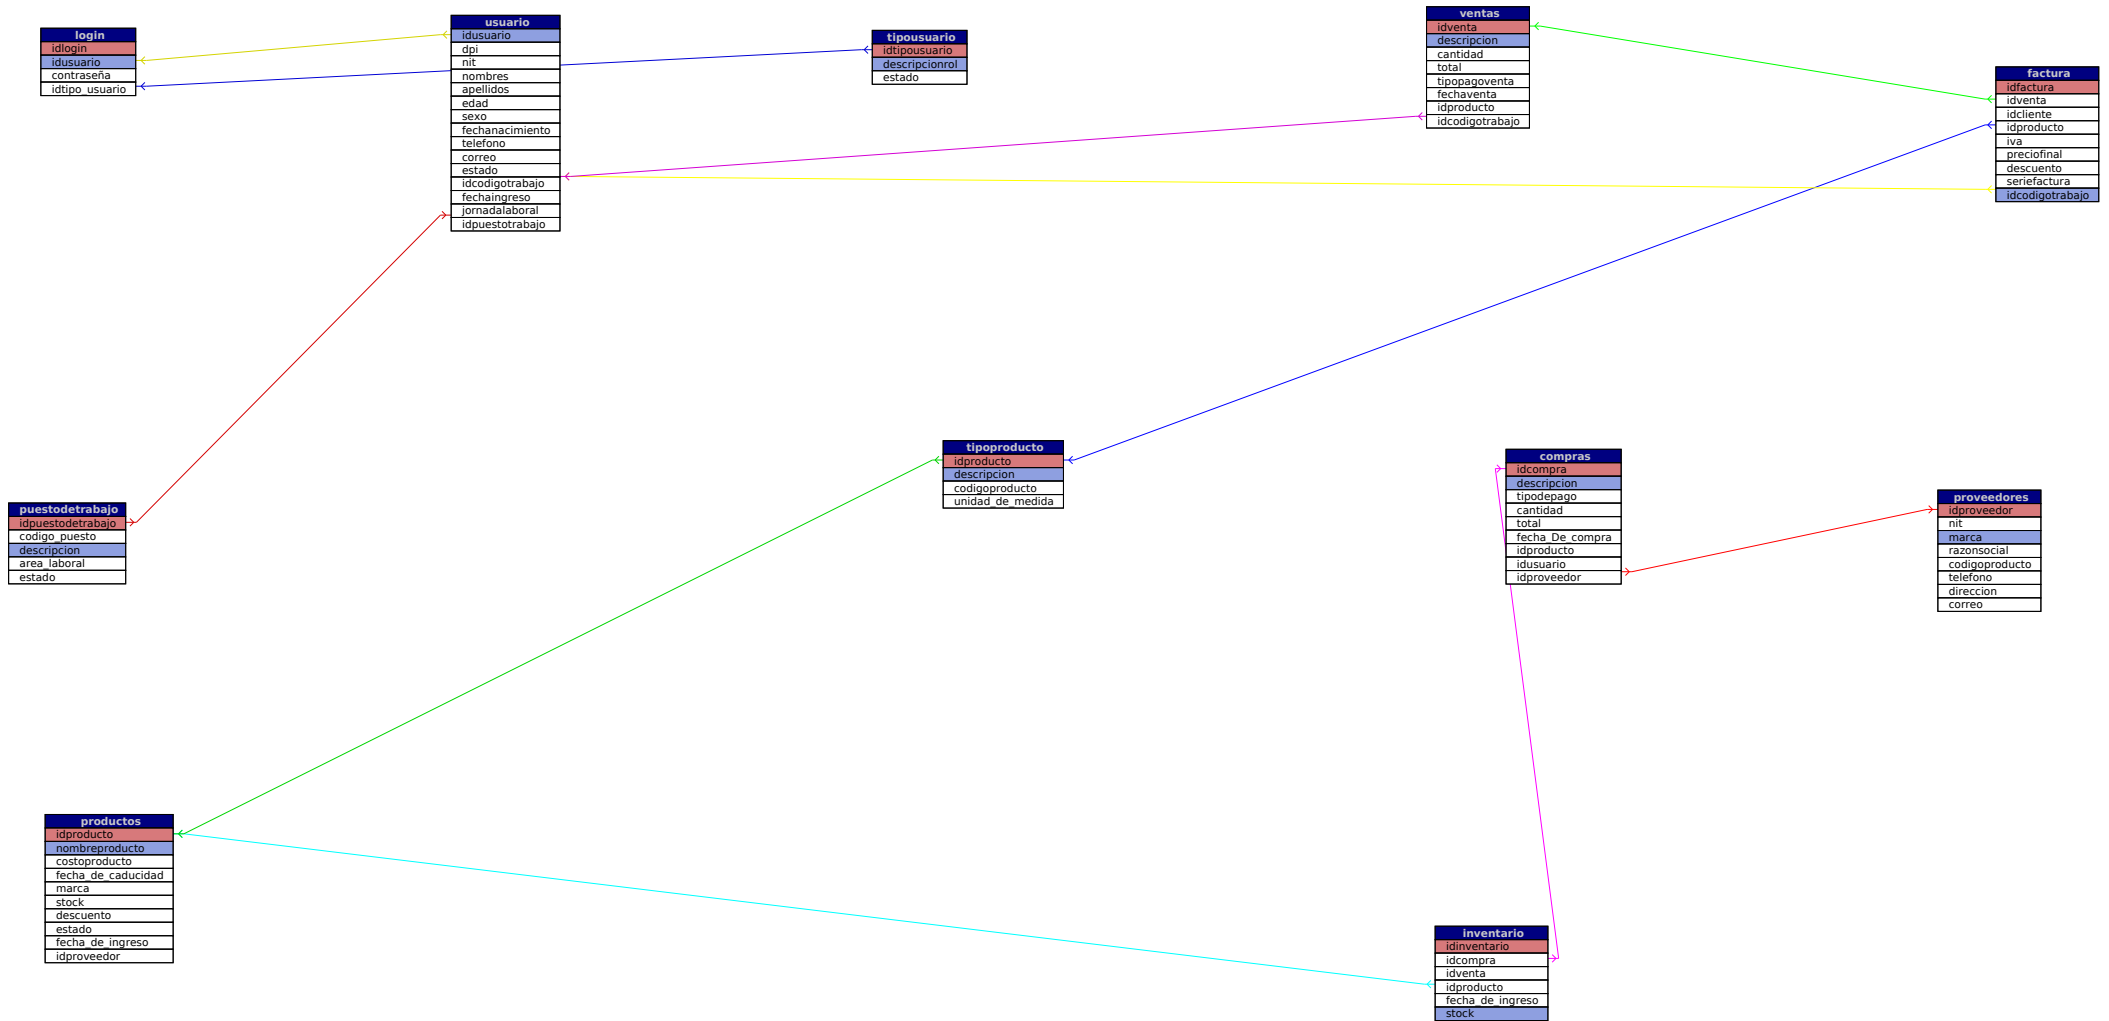 login
idlogin
idusuario
contraseña
idtipo_usuario
usuario
idusuario
dpi
nit
nombres
apellidos
edad
sexo
fechanacimiento
telefono
correo
estado
idcodigotrabajo
fechaingreso
jornadalaboral
idpuestotrabajo
tipousuario
idtipousuario
descripcionrol
estado
ventas
idventa
descripcion
cantidad
total
tipopagoventa
fechaventa
idproducto
idcodigotrabajo
factura
idfactura
idventa
idcliente
idproducto
iva
preciofinal
descuento
seriefactura
idcodigotrabajo
puestodetrabajo
idpuestodetrabajo
codigo_puesto
descripcion
area_laboral
estado
tipoproducto
idproducto
descripcion
codigoproducto
unidad_de_medida
compras
idcompra
descripcion
tipodepago
cantidad
total
fecha_De_compra
idproducto
idusuario
idproveedor
proveedores
idproveedor
nit
marca
razonsocial
codigoproducto
telefono
direccion
correo
productos
idproducto
nombreproducto
costoproducto
fecha_de_caducidad
marca
stock
descuento
estado
fecha_de_ingreso
idproveedor
inventario
idinventario
idcompra
idventa
idproducto
fecha_de_ingreso
stock